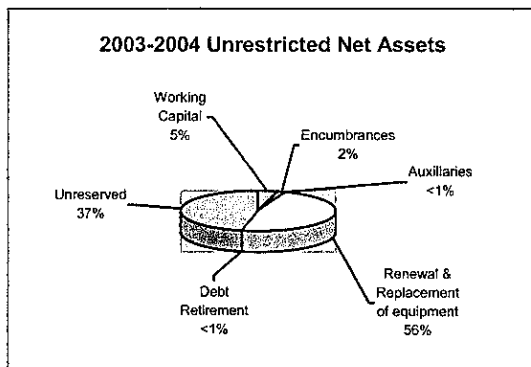 2003-2004 Unrestricted Net Assets
Working
Capital
5%
Encumbrances
2%
Auxillaries
<1%
Unreserved
37%
Debt
Retirement
<1%
Renewal &
Replacement
of equipment
56%